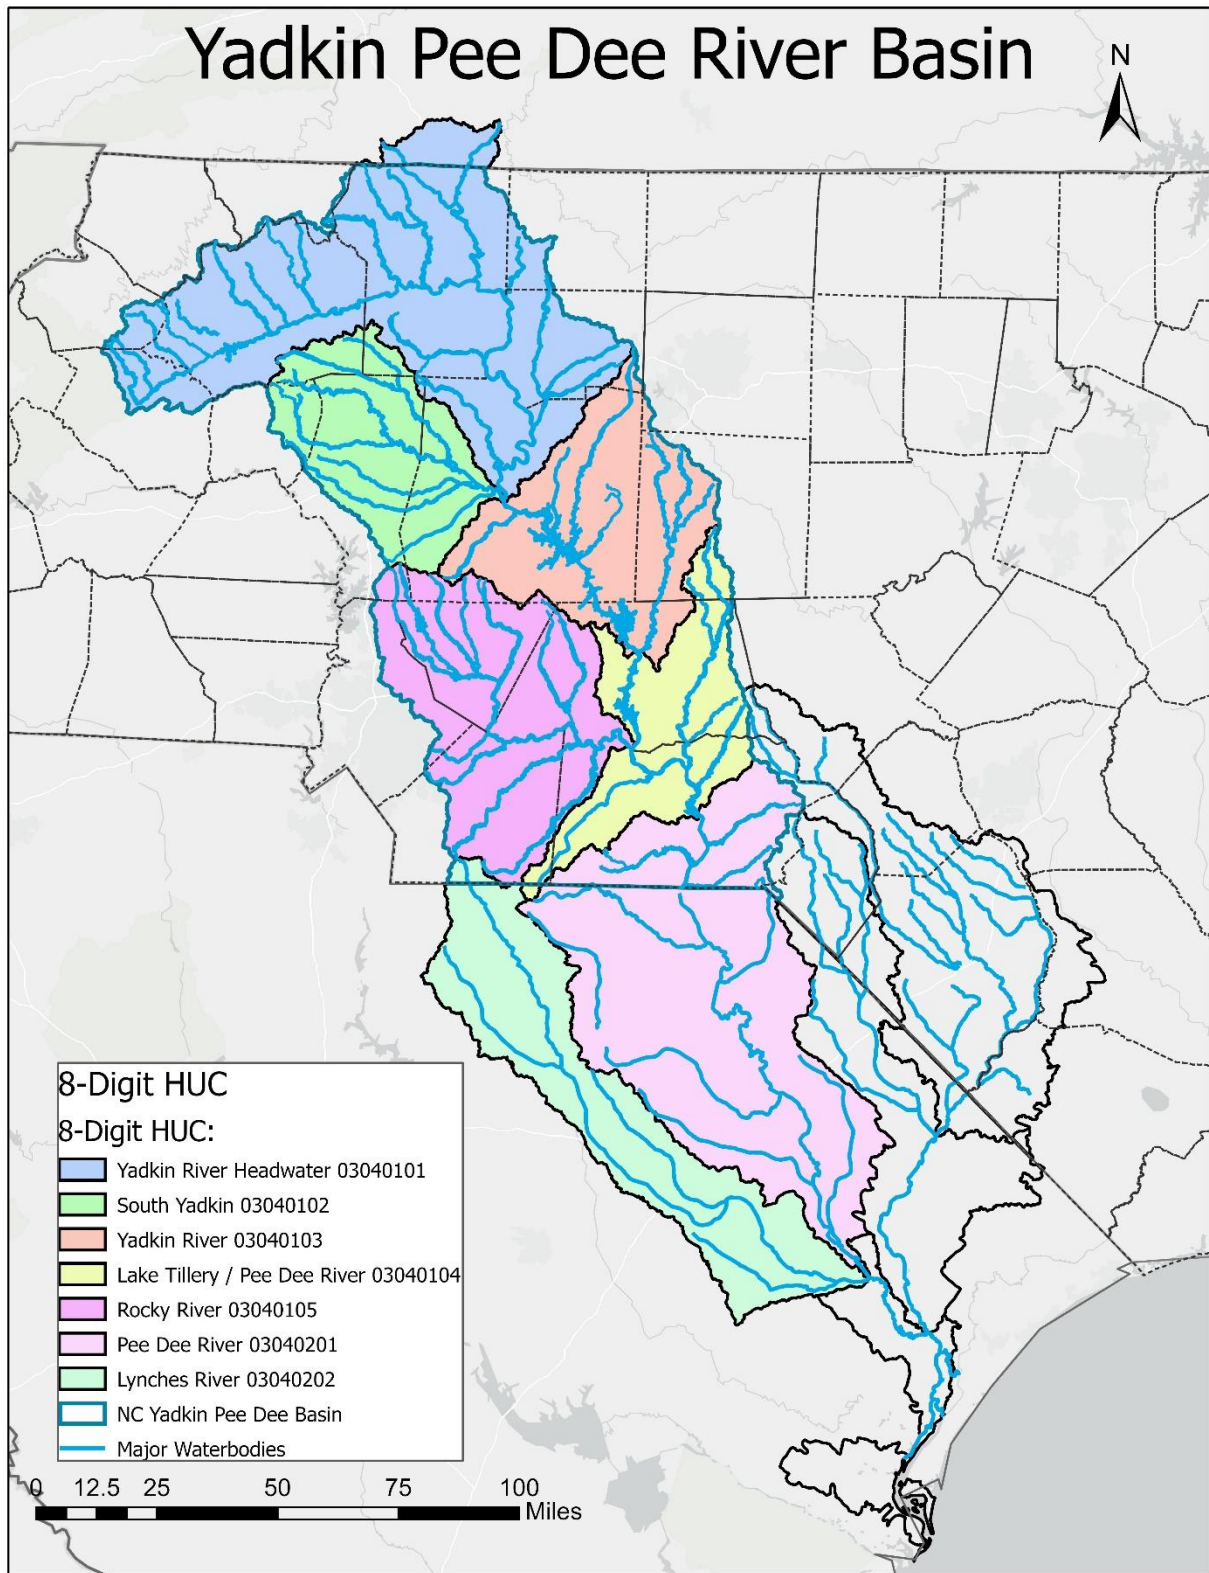 Yadkin Pee Dee River Basin
N
8-Digit HUC
8-Digit HUC:
Yadkin River Headwater 03040101
South Yadkin 03040102
Yadkin River 03040103
Lake Tillery / Pee Dee River 03040104
Rocky River 03040105
Pee Dee River 03040201
Lynches River 03040202
NC Yadkin Pee Dee Basin
Major Waterbodies
0 12.5 25 50 75 100
Miles